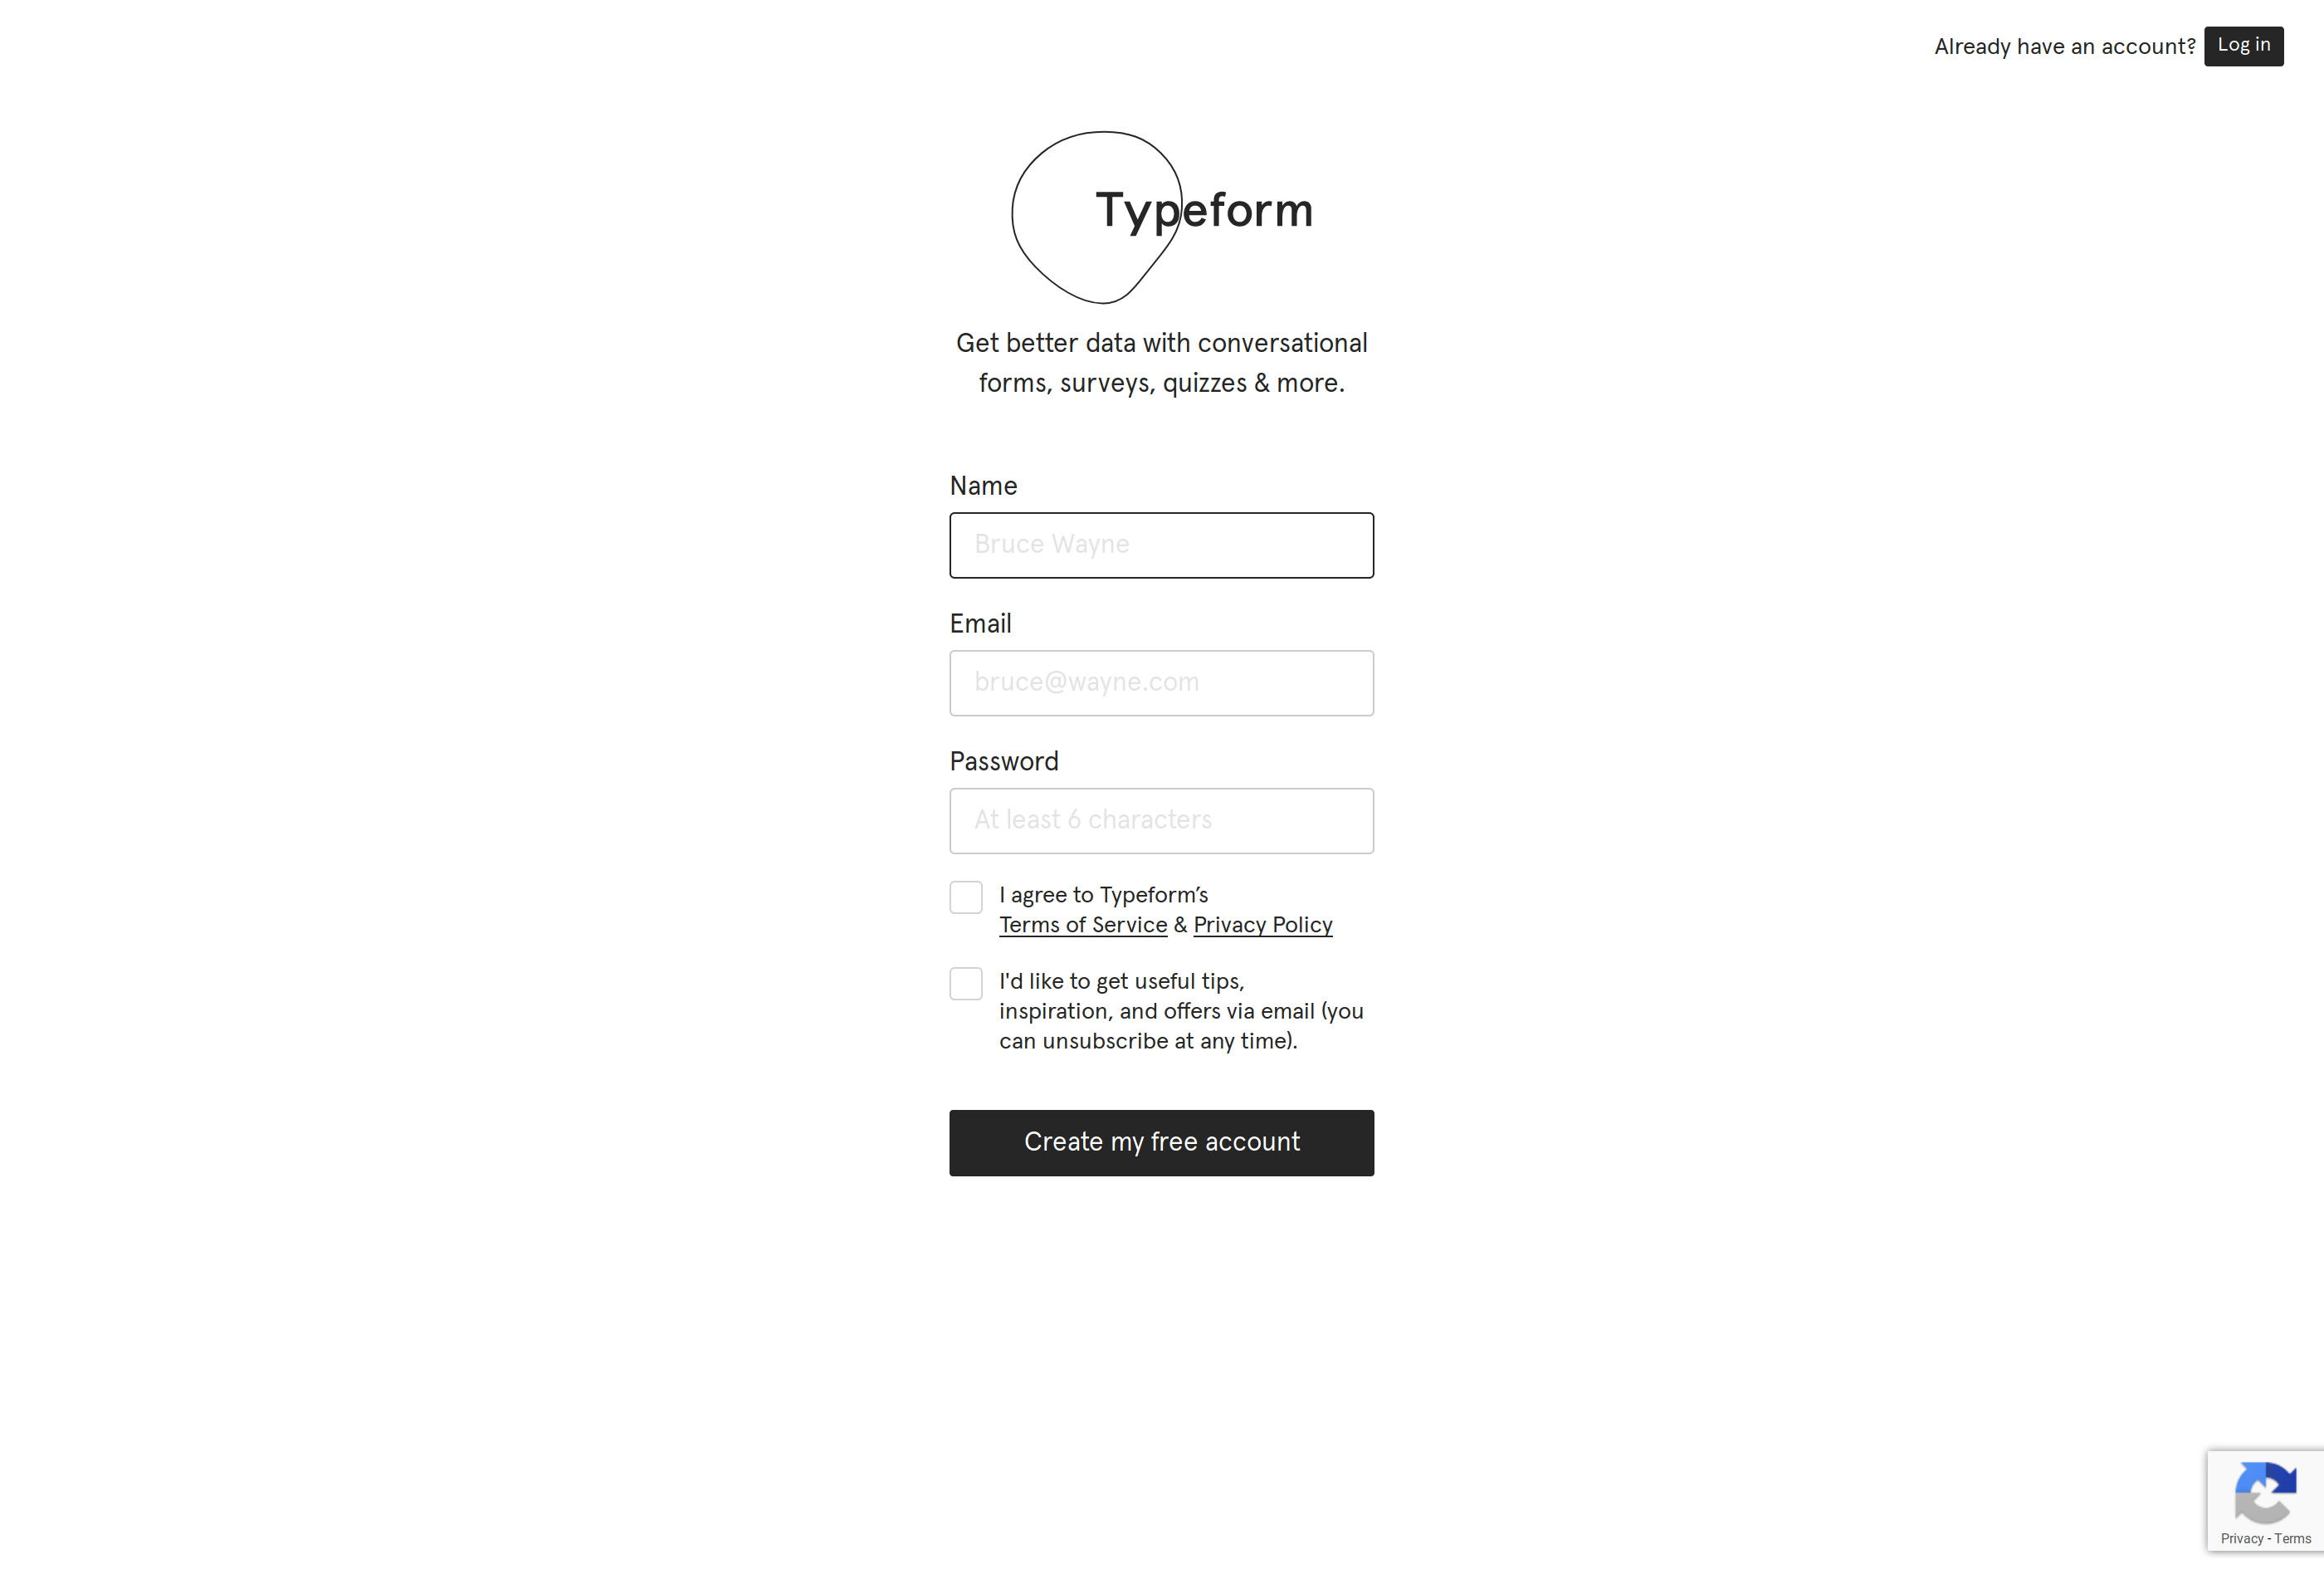 Already have an account? Log in
Typeform
Get better data with conversational
forms, surveys, quizzes & more.
Name
Bruce Wayne
Email
bruce@wayne.com
Password
At least 6 characters
I agree to Typeform’s
Terms of Service & Privacy Policy
I'd like to get useful tips,
inspiration, and offers via email (you
can unsubscribe at any time).
Create my free account
Privacy - Terms